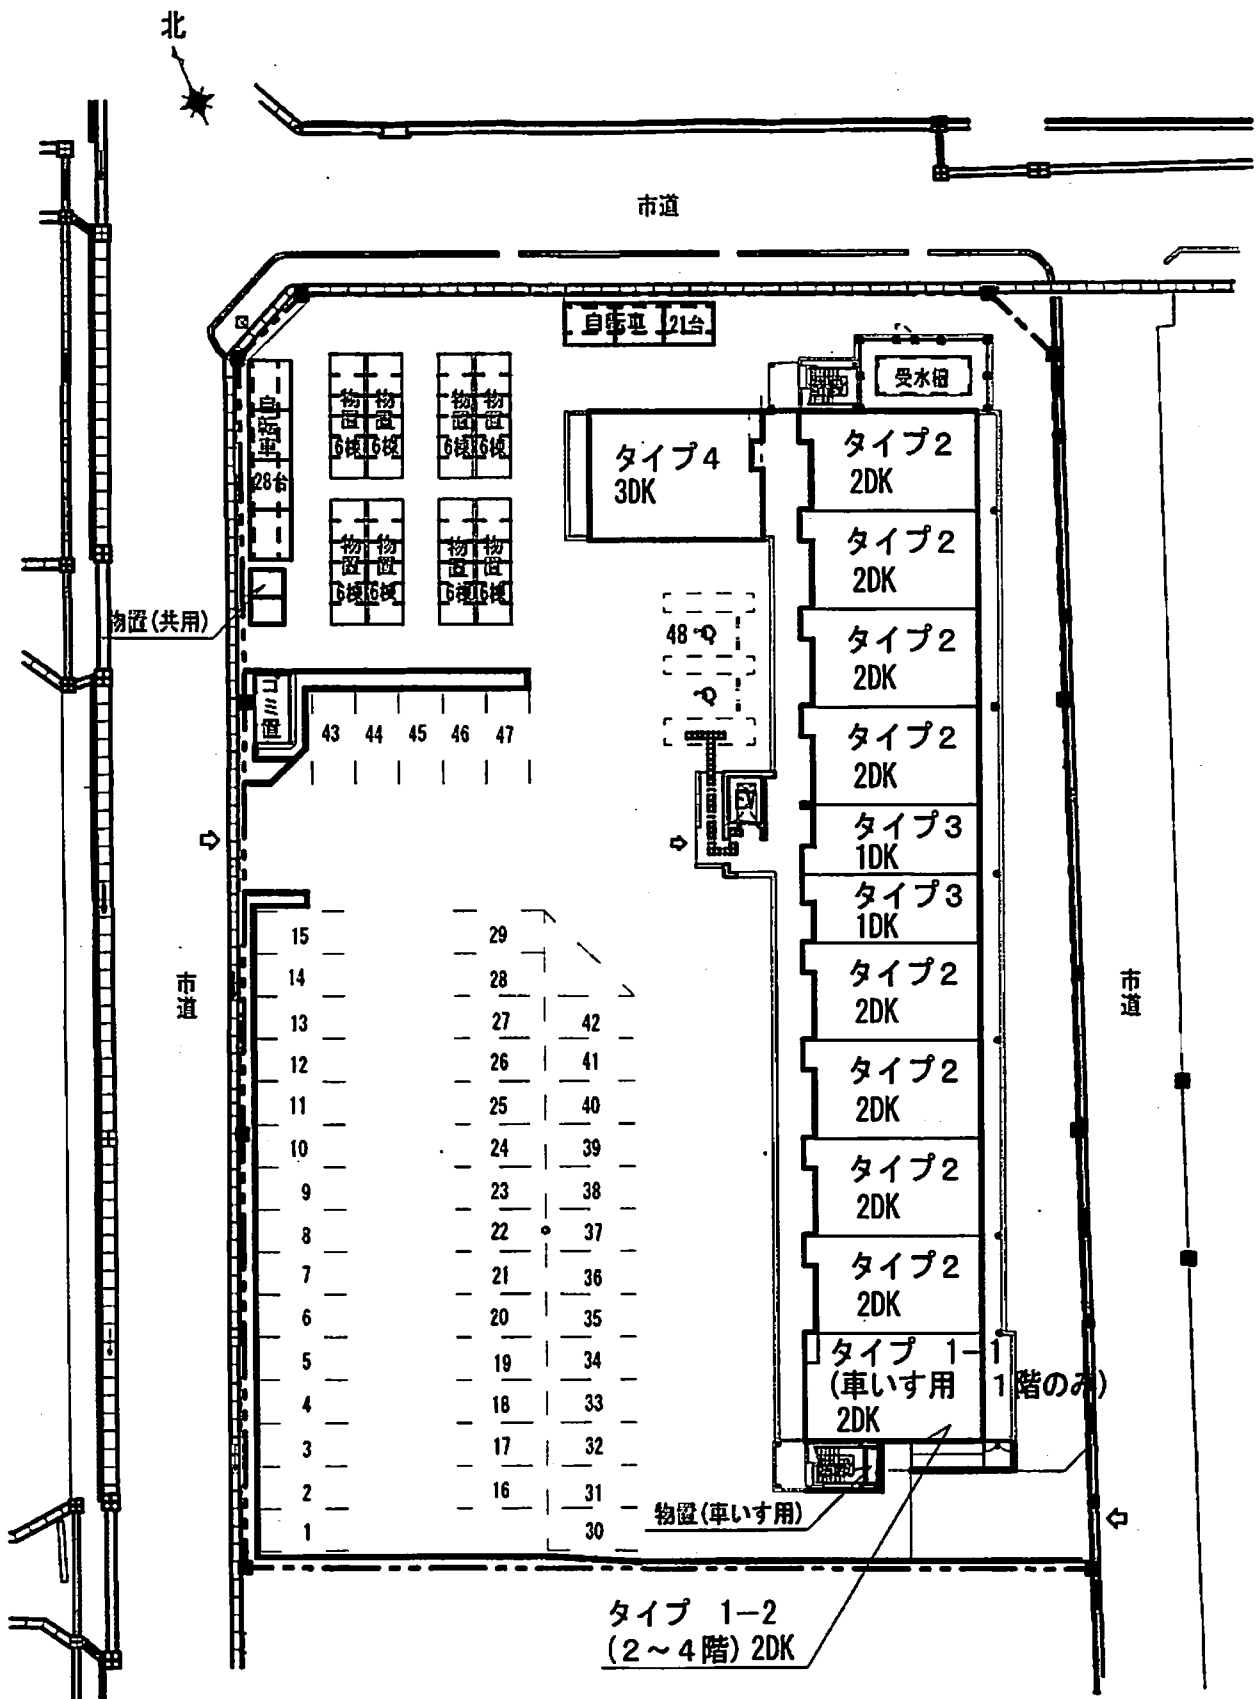 北
市道
自転車 21台
受水槽
自転車
28台
物置
6棟
物置
6棟
物置
6棟
物置
6棟
物置
6棟
物置
6棟
物置
6棟
物置
6棟
物置(共用)
ゴミ置
タイプ4
3DK
タイプ2
2DK
タイプ2
2DK
タイプ2
2DK
タイプ2
2DK
タイプ3
1DK
タイプ3
1DK
タイプ2
2DK
タイプ2
2DK
タイプ2
2DK
タイプ2
2DK
タイプ 1-1
(車いす用 1階のみ)
2DK
48
EV
43 44 45 46 47
15
14
13
12
11
10
9
8
7
6
5
4
3
2
1
29
28
27
26
25
24
23
22
21
20
19
18
17
16
42
41
40
39
38
37
36
35
34
33
32
31
30
市道
市道
物置(車いす用)
タイプ 1-2
(2~4階) 2DK